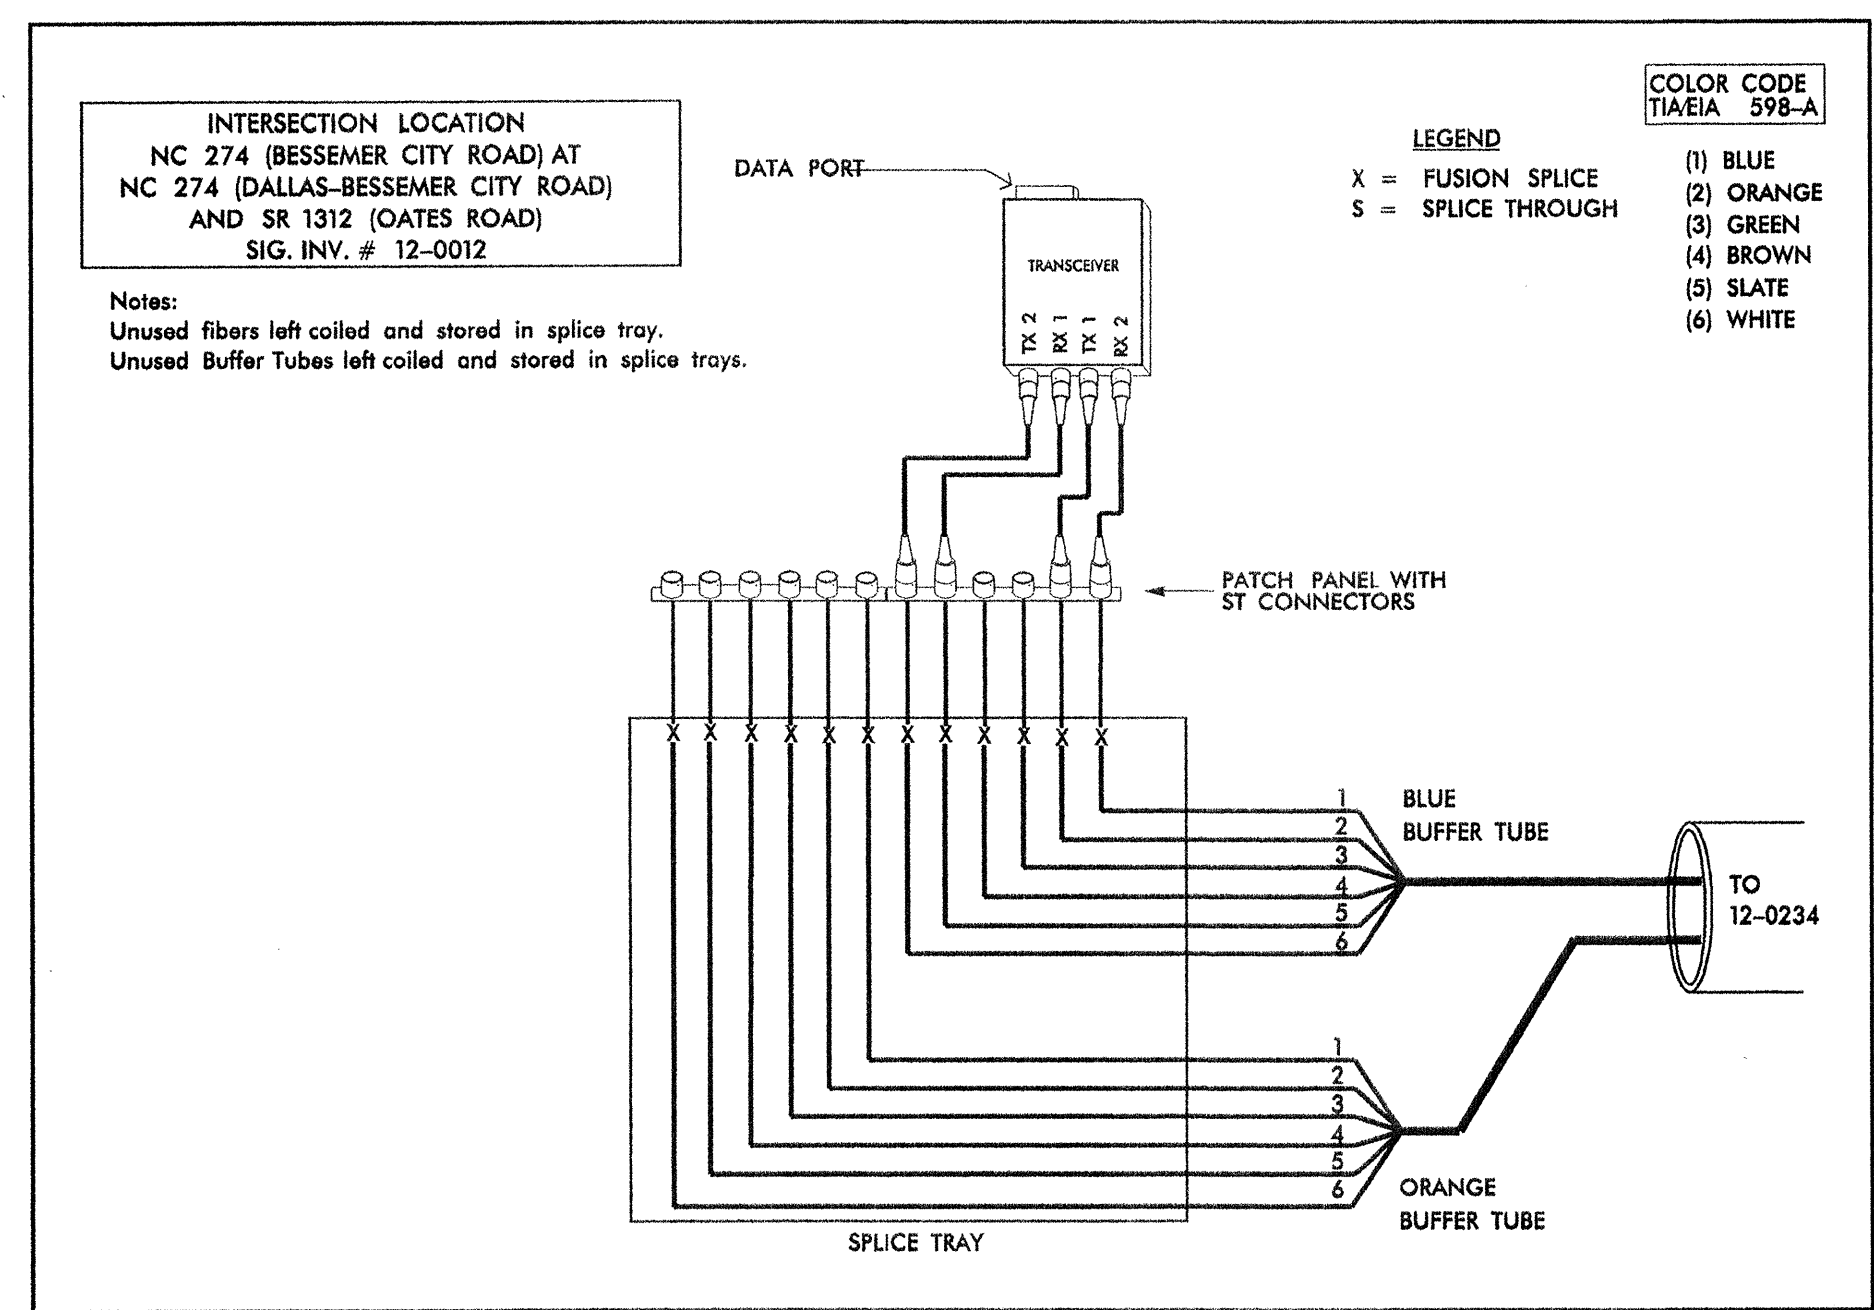 INTERSECTION LOCATION
NC 274 (BESSEMER CITY ROAD) AT
NC 274 (DALLAS-BESSEMER CITY ROAD)
AND SR 1312 (OATES ROAD)
SIG. INV. # 12-0012
Notes:
Unused fibers left coiled and stored in splice tray.
Unused Buffer Tubes left coiled and stored in splice trays.
DATA PORT
TRANSCEIVER
TX 2
RX 1
TX 1
RX 2
LEGEND
X = FUSION SPLICE
S = SPLICE THROUGH
COLOR CODE
TIA/EIA 598-A
(1) BLUE
(2) ORANGE
(3) GREEN
(4) BROWN
(5) SLATE
(6) WHITE
PATCH PANEL WITH
ST CONNECTORS
X X X X X X X X X X X X
1
2
3
4
5
6
BLUE
BUFFER TUBE
TO
12-0234
1
2
3
4
5
6
ORANGE
BUFFER TUBE
SPLICE TRAY